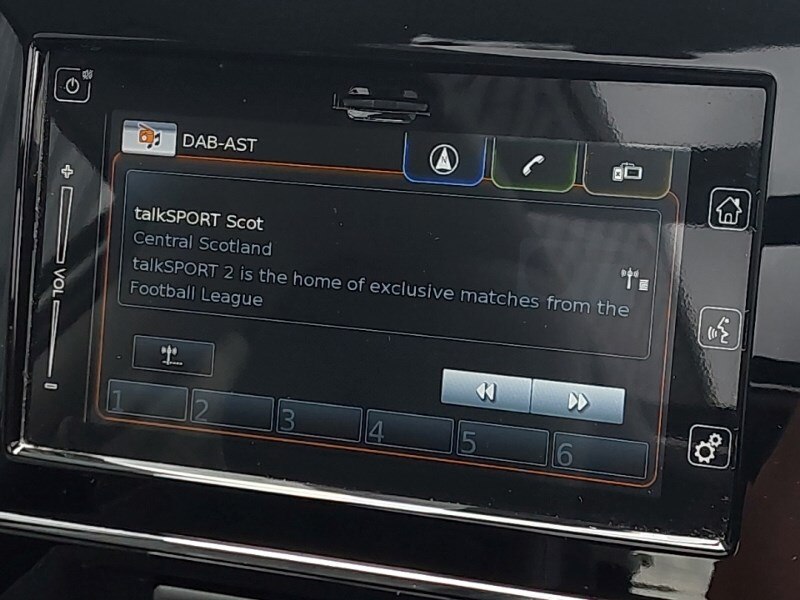 DAB-AST
talkSPORT Scot
Central Scotland
talkSPORT 2 is the home of exclusive matches from the
Football League
+
VOL
-
1 2 3 4 5 6